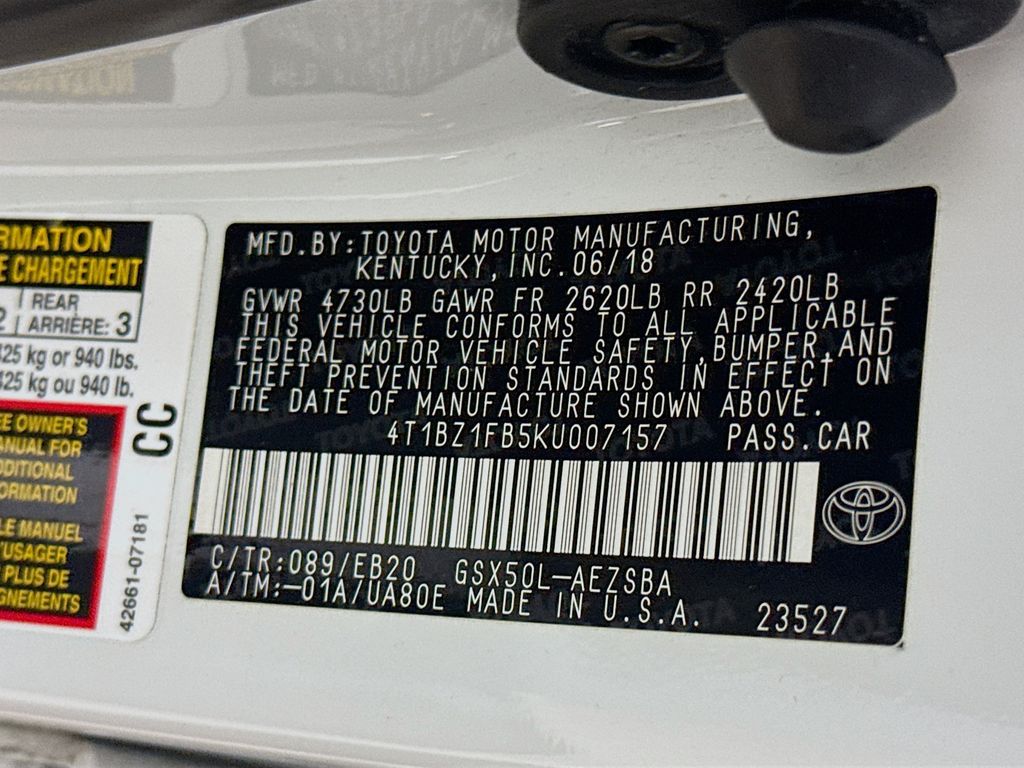 RMATION
E CHARGEMENT
REAR
ARRIÈRE: 3
425 kg or 940 lbs.
425 kg ou 940 lb.
EE OWNER'S
ANUAL FOR
DDITIONAL
ORMATION
LE MANUEL
'USAGER
PLUS DE
GNEMENTS
CC
42661-07181
MFD.BY:TOYOTA MOTOR MANUFACTURING,
KENTUCKY,INC.06/18
GVWR 4730LB GAWR FR 2620LB RR 2420LB
THIS VEHICLE CONFORMS TO ALL APPLICABLE
FEDERAL MOTOR VEHICLE SAFETY,BUMPER,AND
THEFT PREVENTION STANDARDS IN EFFECT ON
THE DATE OF MANUFACTURE SHOWN ABOVE.
4T1BZ1FB5KU007157 PASS.CAR
C/TR:089/EB20 GSX50L-AEZSBA
A/TM:-01A/UA80E MADE IN U.S.A. 23527